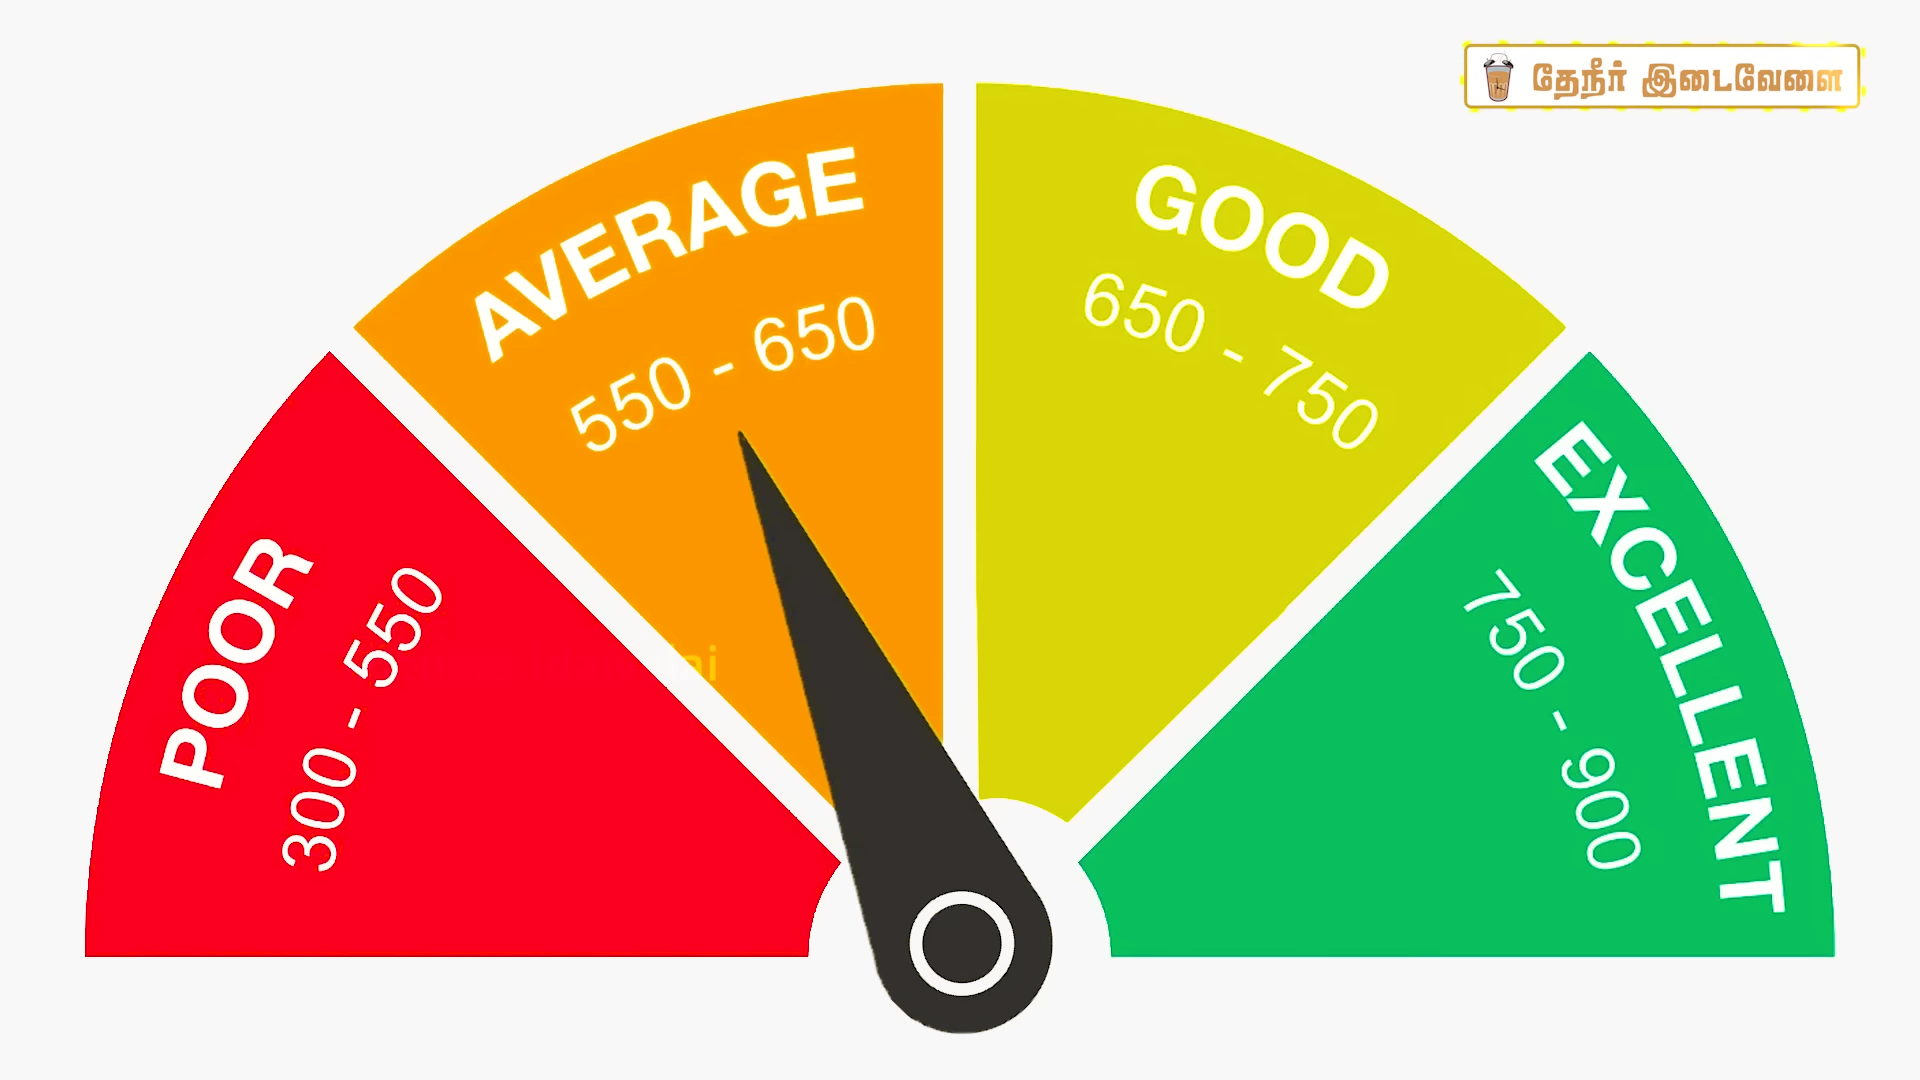 தேநீர் இடைவேளை
AVERAGE
550 - 650
GOOD
650 - 750
POOR
300 - 550
EXCELLENT
750 - 900